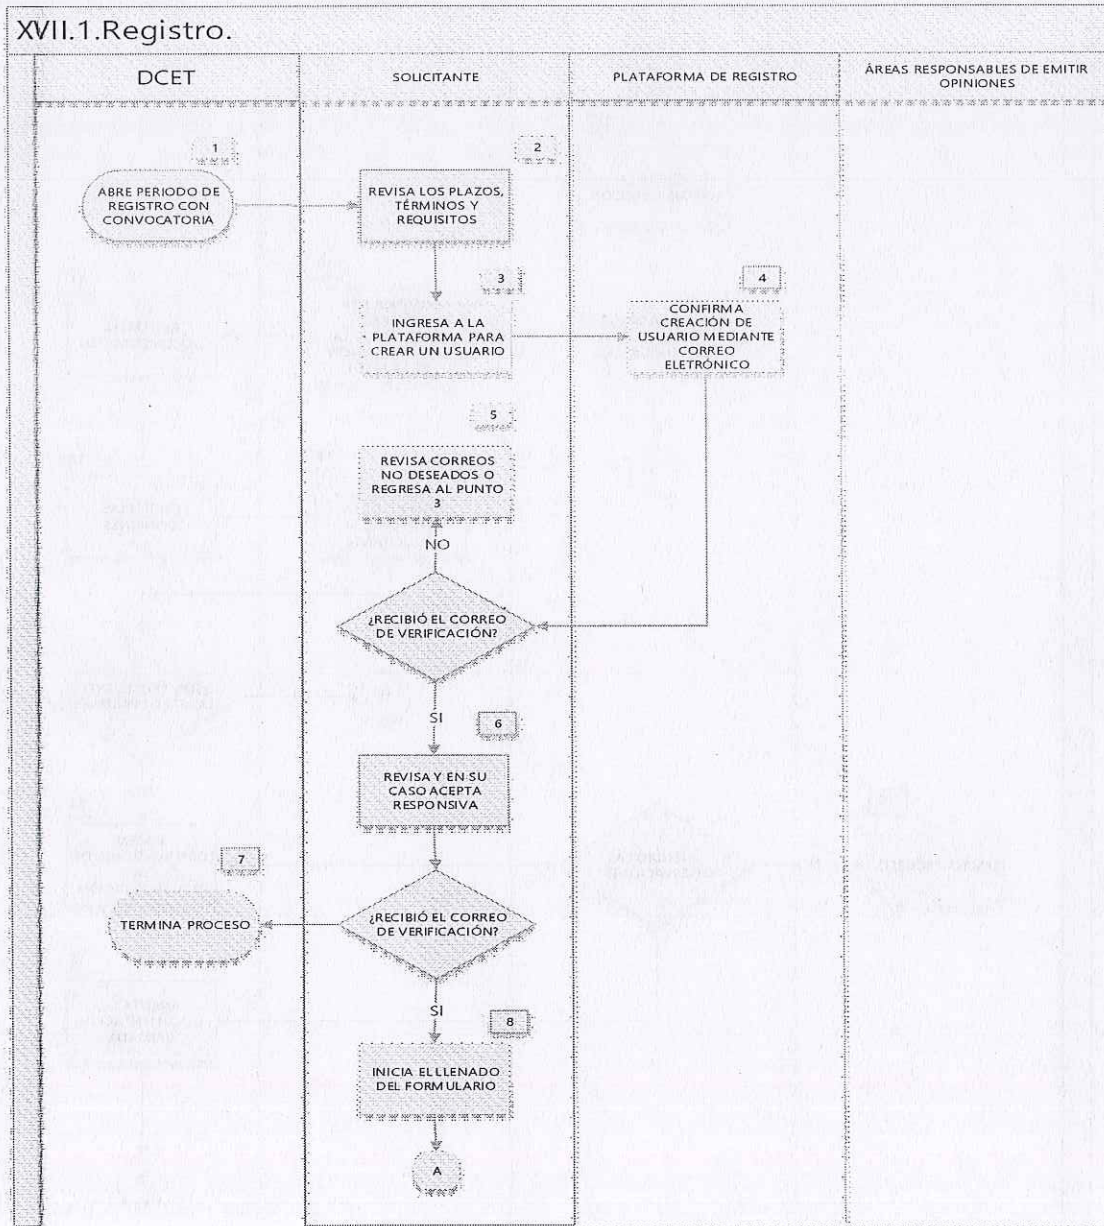 XVII.1.Registro.
DCET
SOLICITANTE
PLATAFORMA DE REGISTRO
ÁREAS RESPONSABLES DE EMITIR
OPINIONES
1
ABRE PERIODO DE
REGISTRO CON
CONVOCATORIA
2
REVISA LOS PLAZOS,
TÉRMINOS Y
REQUISITOS
3
INGRESA A LA
PLATAFORMA PARA
CREAR UN USUARIO
4
CONFIRMA
CREACIÓN DE
USUARIO MEDIANTE
CORREO
ELETRÓNICO
5
REVISA CORREOS
NO DESEADOS O
REGRESA AL PUNTO
3
NO
¿RECIBIÓ EL CORREO
DE VERIFICACIÓN?
SI
6
REVISA Y EN SU
CASO ACEPTA
RESPONSIVA
7
TERMINA PROCESO
¿RECIBIÓ EL CORREO
DE VERIFICACIÓN?
SI
8
INICIA EL LLENADO
DEL FORMULARIO
A